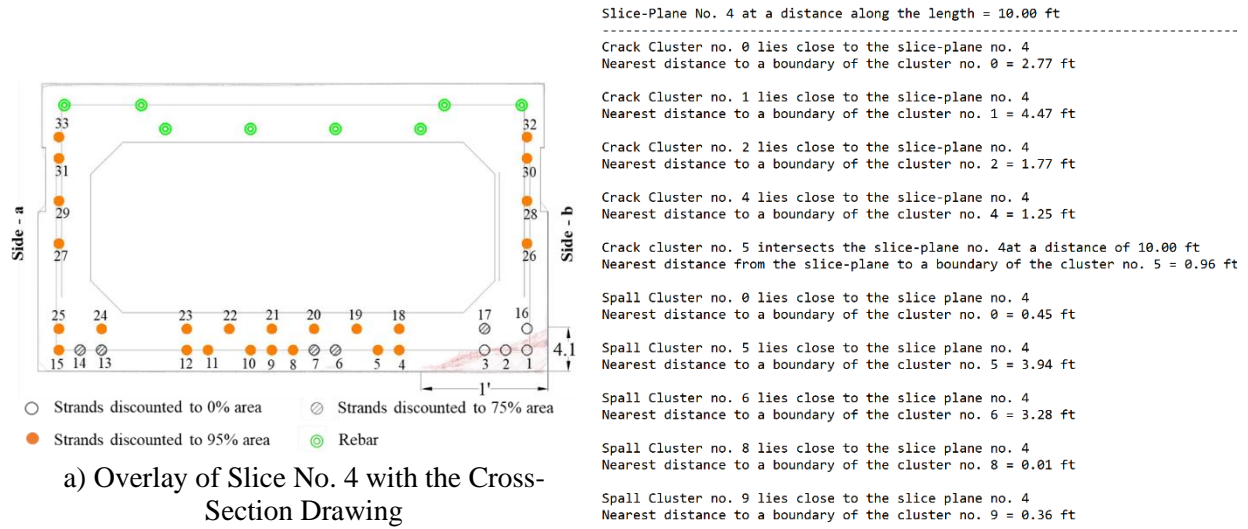 33
32
31
30
29
28
27
26
Side - a
Side - b
25 24 23 22 21 20 19 18 17 16
4.1
15 14 13 12 11 10 9 8 7 6 5 4 3 2 1
1'
Strands discounted to 0% area
Strands discounted to 75% area
Strands discounted to 95% area
Rebar
a) Overlay of Slice No. 4 with the Cross-
Section Drawing
Slice-Plane No. 4 at a distance along the length = 10.00 ft
--------------------------------------------------------------------------------
Crack Cluster no. 0 lies close to the slice-plane no. 4
Nearest distance to a boundary of the cluster no. 0 = 2.77 ft
Crack Cluster no. 1 lies close to the slice-plane no. 4
Nearest distance to a boundary of the cluster no. 1 = 4.47 ft
Crack Cluster no. 2 lies close to the slice-plane no. 4
Nearest distance to a boundary of the cluster no. 2 = 1.77 ft
Crack Cluster no. 4 lies close to the slice-plane no. 4
Nearest distance to a boundary of the cluster no. 4 = 1.25 ft
Crack cluster no. 5 intersects the slice-plane no. 4at a distance of 10.00 ft
Nearest distance from the slice-plane to a boundary of the cluster no. 5 = 0.96 ft
Spall Cluster no. 0 lies close to the slice plane no. 4
Nearest distance to a boundary of the cluster no. 0 = 0.45 ft
Spall Cluster no. 5 lies close to the slice plane no. 4
Nearest distance to a boundary of the cluster no. 5 = 3.94 ft
Spall Cluster no. 6 lies close to the slice plane no. 4
Nearest distance to a boundary of the cluster no. 6 = 3.28 ft
Spall Cluster no. 8 lies close to the slice plane no. 4
Nearest distance to a boundary of the cluster no. 8 = 0.01 ft
Spall Cluster no. 9 lies close to the slice plane no. 4
Nearest distance to a boundary of the cluster no. 9 = 0.36 ft